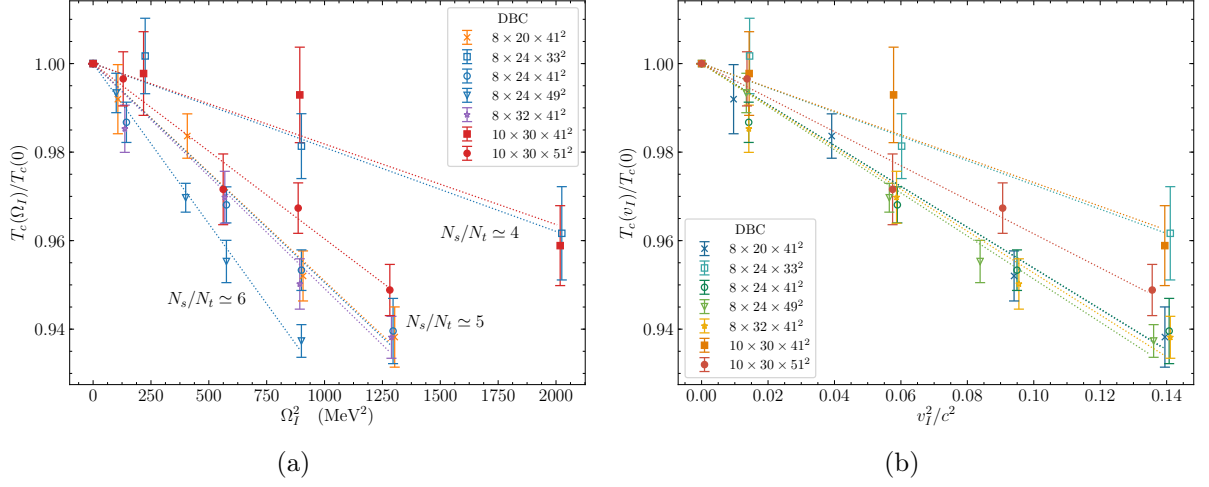 DBC
8 × 20 × 41²
8 × 24 × 33²
8 × 24 × 41²
8 × 24 × 49²
8 × 32 × 41²
10 × 30 × 41²
10 × 30 × 51²
1.00
0.98
0.96
0.94
T_c(Ω_I)/T_c(0)
N_s/N_t ≃ 4
N_s/N_t ≃ 6
N_s/N_t ≃ 5
0 250 500 750 1000 1250 1500 1750 2000
Ω_I² (MeV²)
(a)
1.00
0.98
0.96
0.94
T_c(v_I)/T_c(0)
DBC
8 × 20 × 41²
8 × 24 × 33²
8 × 24 × 41²
8 × 24 × 49²
8 × 32 × 41²
10 × 30 × 41²
10 × 30 × 51²
0.00 0.02 0.04 0.06 0.08 0.10 0.12 0.14
v_I²/c²
(b)